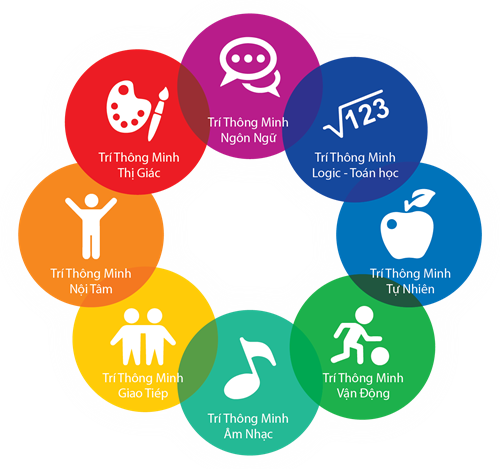 Trí Thông Minh
Ngôn Ngữ
√123
Trí Thông Minh
Logic - Toán học
Trí Thông Minh
Tự Nhiên
Trí Thông Minh
Vận Động
Trí Thông Minh
Âm Nhạc
Trí Thông Minh
Giao Tiếp
Trí Thông Minh
Nội Tâm
Trí Thông Minh
Thị Giác